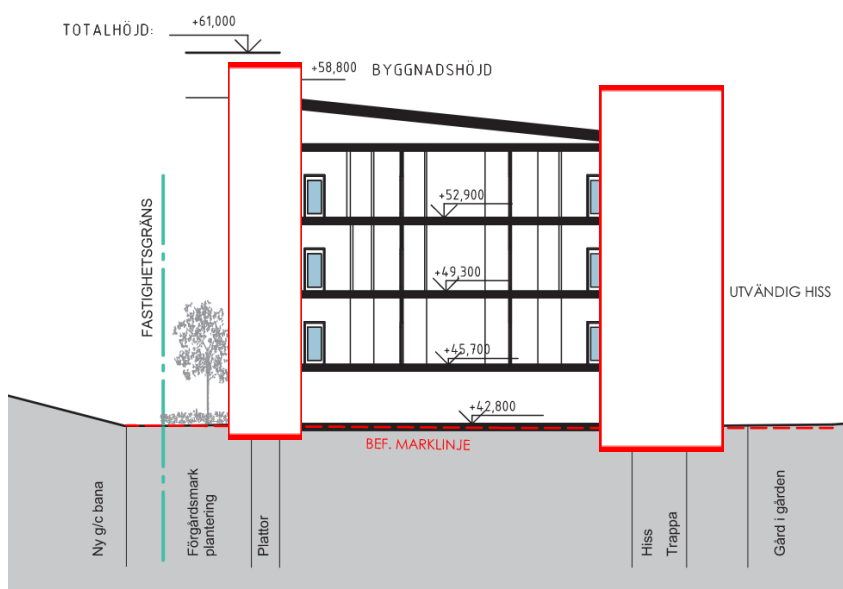 +61,000
TOTALHÖJD:
+58,800 BYGGNADSHÖJD
+52,900
FASTIGHETSGRÄNS
+49,300
UTVÄNDIG HISS
+45,700
+42,800
BEF. MARKLINJE
Ny g/c bana
Förgårdsmark
plantering
Plattor
Hiss
Trappa
Gård i gården